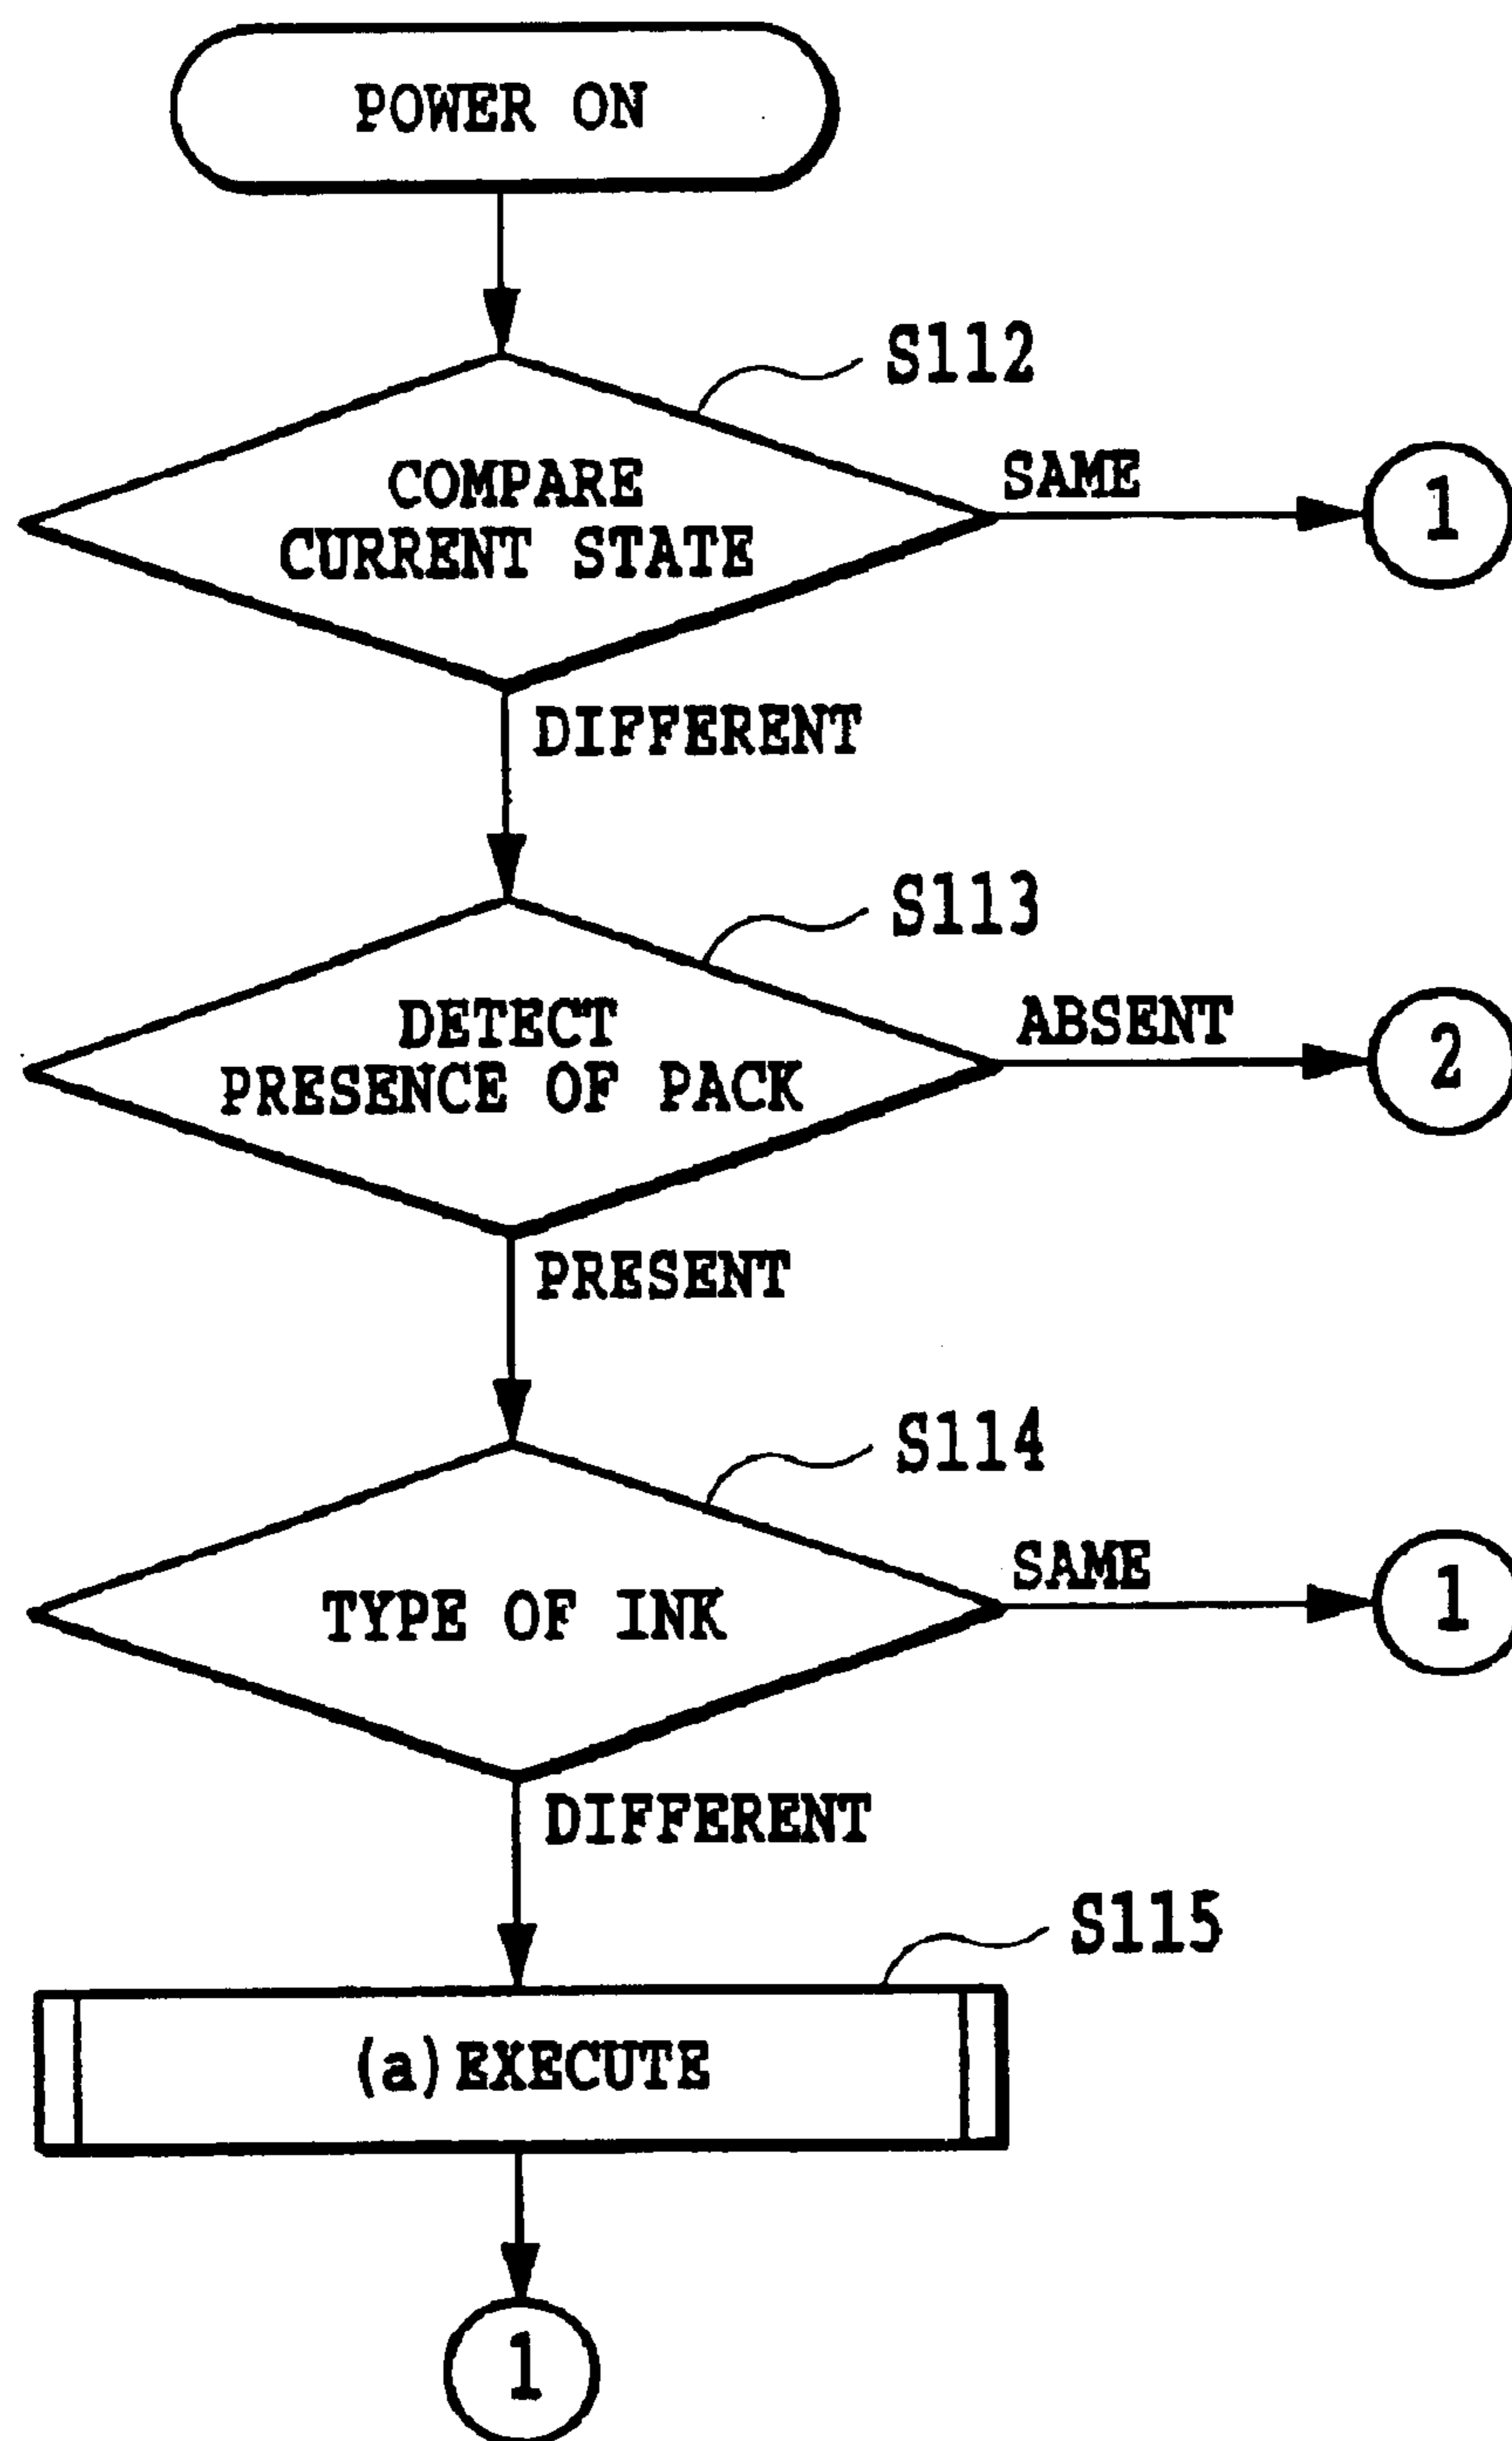 POWER ON
S112
COMPARE
CURRENT STATE
SAME
1
DIFFERENT
S113
DETECT
PRESENCE OF PACK
ABSENT
2
PRESENT
S114
TYPE OF INK
SAME
1
DIFFERENT
S115
(a)EXECUTE
1